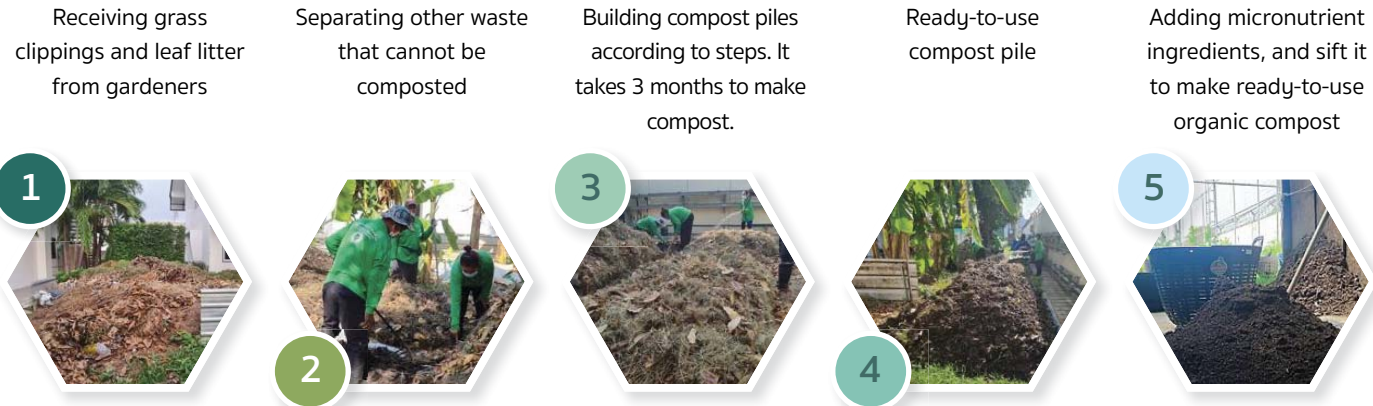 Receiving grass
clippings and leaf litter
from gardeners
Separating other waste
that cannot be
composted
Building compost piles
according to steps. It
takes 3 months to make
compost.
Ready-to-use
compost pile
Adding micronutrient
ingredients, and sift it
to make ready-to-use
organic compost
1
2
3
4
5